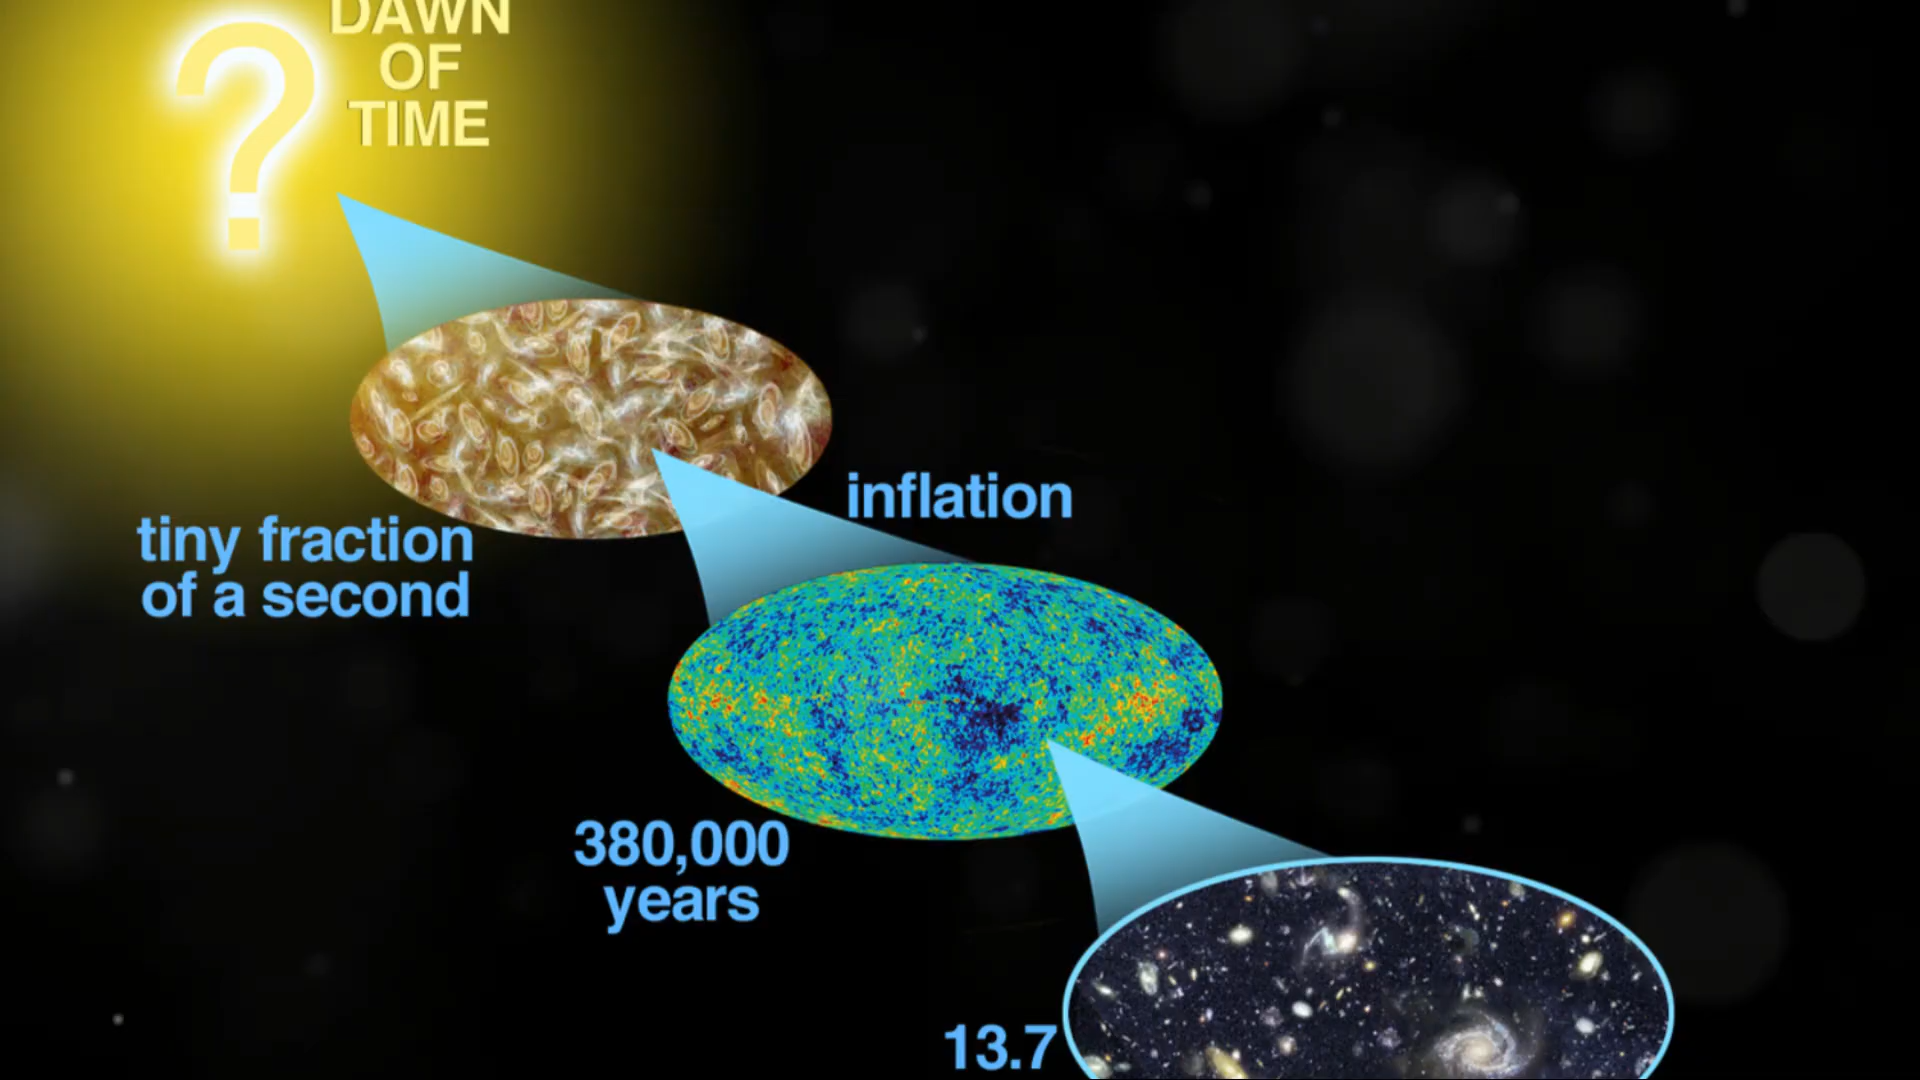 ?
DAWN
OF
TIME
inflation
tiny fraction
of a second
380,000
years
13.7